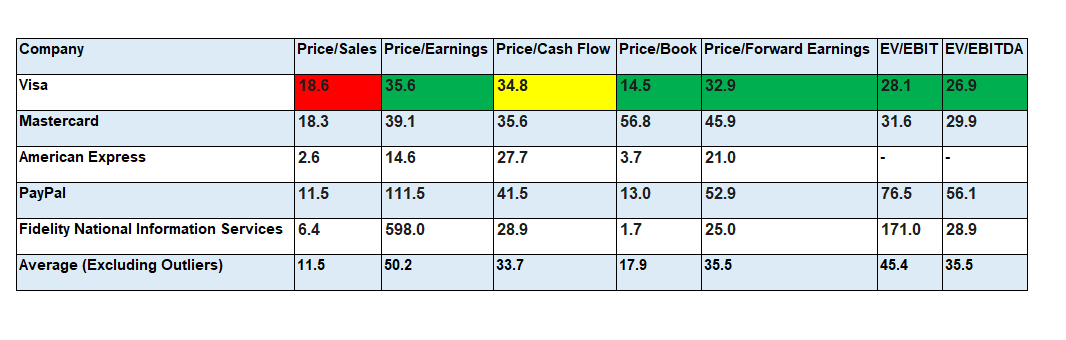 Company Price/Sales Price/Earnings Price/Cash Flow Price/Book Price/Forward Earnings EV/EBIT EV/EBITDA
Visa 18.6 35.6 34.8 14.5 32.9 28.1 26.9
Mastercard 18.3 39.1 35.6 56.8 45.9 31.6 29.9
American Express 2.6 14.6 27.7 3.7 21.0 - -
PayPal 11.5 111.5 41.5 13.0 52.9 76.5 56.1
Fidelity National Information Services 6.4 598.0 28.9 1.7 25.0 171.0 28.9
Average (Excluding Outliers) 11.5 50.2 33.7 17.9 35.5 45.4 35.5